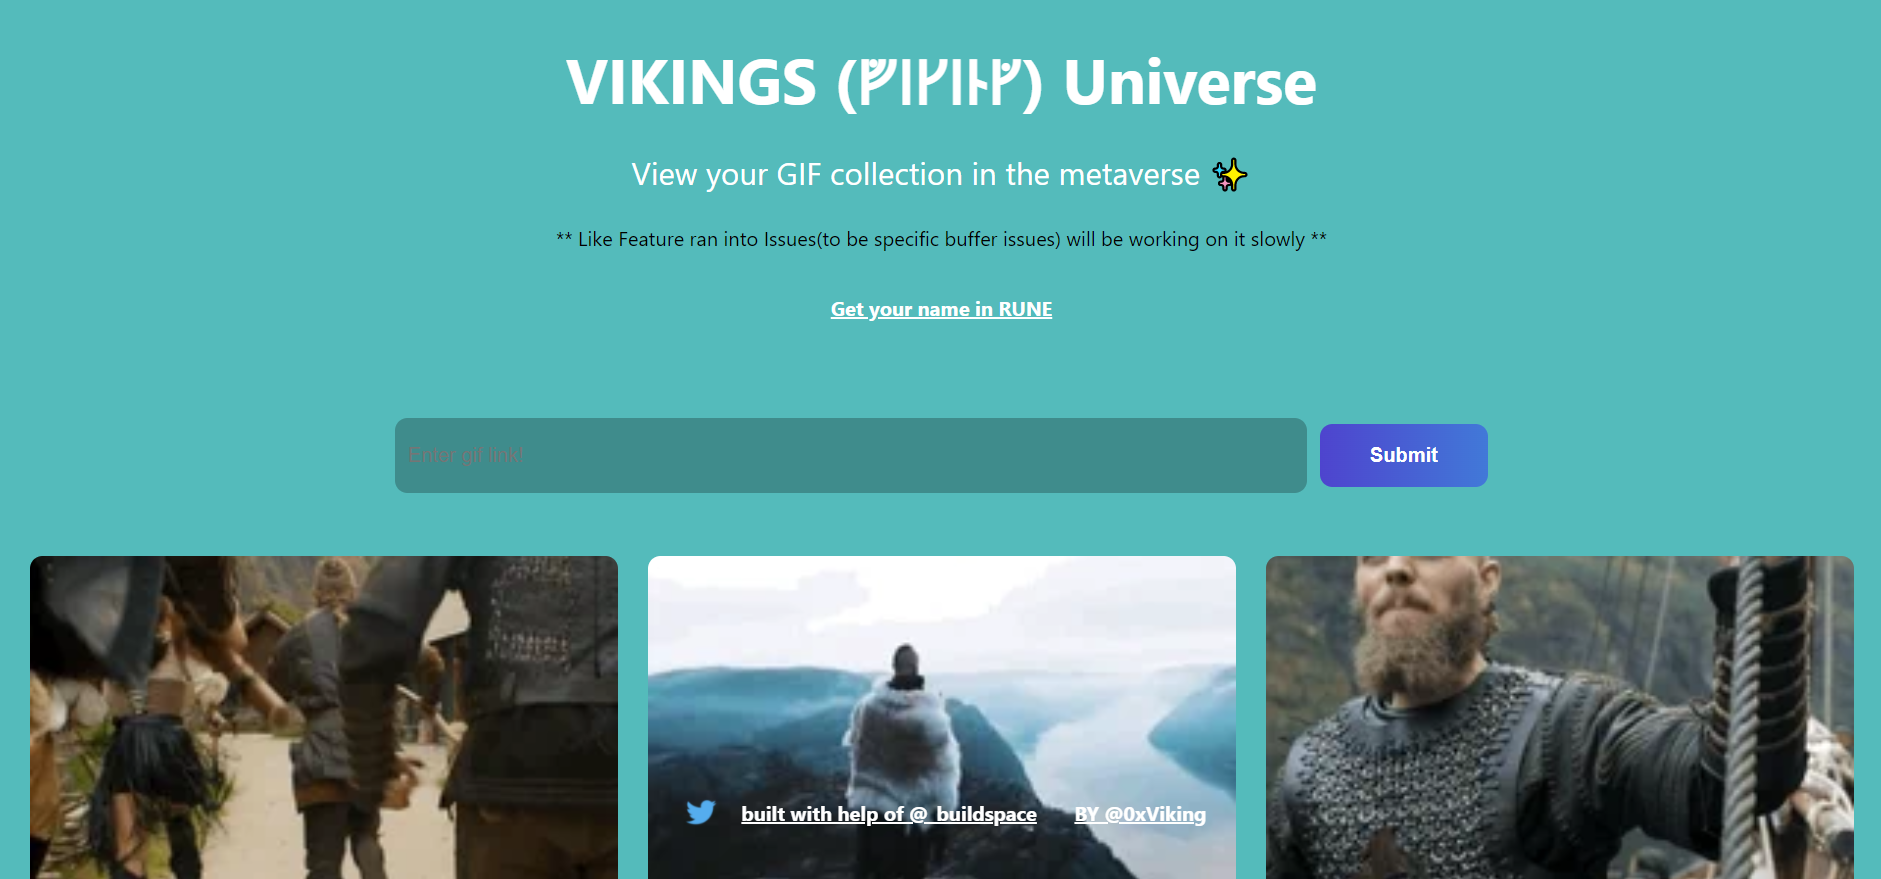 VIKINGS (ᚡᛁᚴᛁᚿᚴ) Universe
View your GIF collection in the metaverse ✨
** Like Feature ran into Issues(to be specific buffer issues) will be working on it slowly **
Get your name in RUNE
Enter gif link!
Submit
built with help of @_buildspace
BY @0xViking